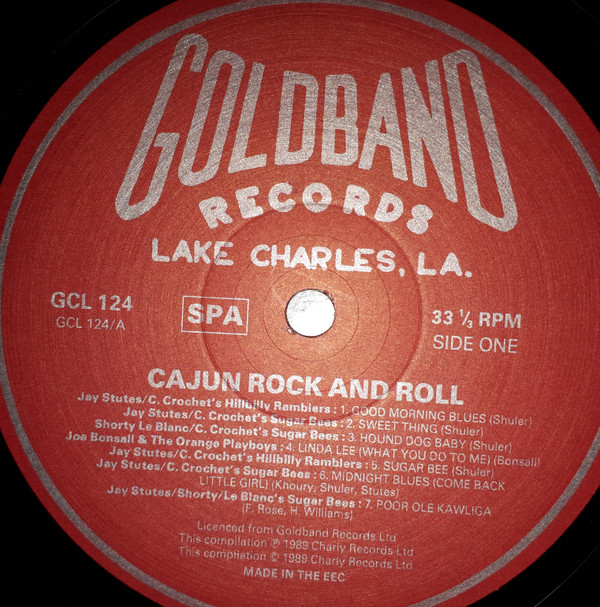 GOLDBAND
RECORDS
LAKE CHARLES, LA.
GCL 124
GCL 124/A
SPA
33 ⅓ RPM
SIDE ONE
CAJUN ROCK AND ROLL
Jay Stutes/C. Crochet's Hillbilly Ramblers : 1. GOOD MORNING BLUES (Shuler)
Jay Stutes/C. Crochet's Sugar Bees : 2. SWEET THING (Shuler)
Shorty Le Blanc/C. Crochet's Sugar Bees : 3. HOUND DOG BABY (Shuler)
Joe Bonsall & The Orange Playboys : 4. LINDA LEE (WHAT YOU DO TO ME) (Bonsall)
Jay Stutes/C. Crochet's Hillbilly Ramblers : 5. SUGAR BEE (Shuler)
Jay Stutes/C. Crochet's Sugar Bees : 6. MIDNIGHT BLUES (COME BACK
LITTLE GIRL) (Khoury, Shuler, Stutes)
Jay Stutes/Shorty/Le Blanc's Sugar Bees : 7. POOR OLE KAWLIGA
(F. Rose, H. Williams)
Licenced from Goldband Records Ltd
This compilation ℗ 1989 Charly Records Ltd
This compilation © 1989 Charly Records Ltd
MADE IN THE EEC